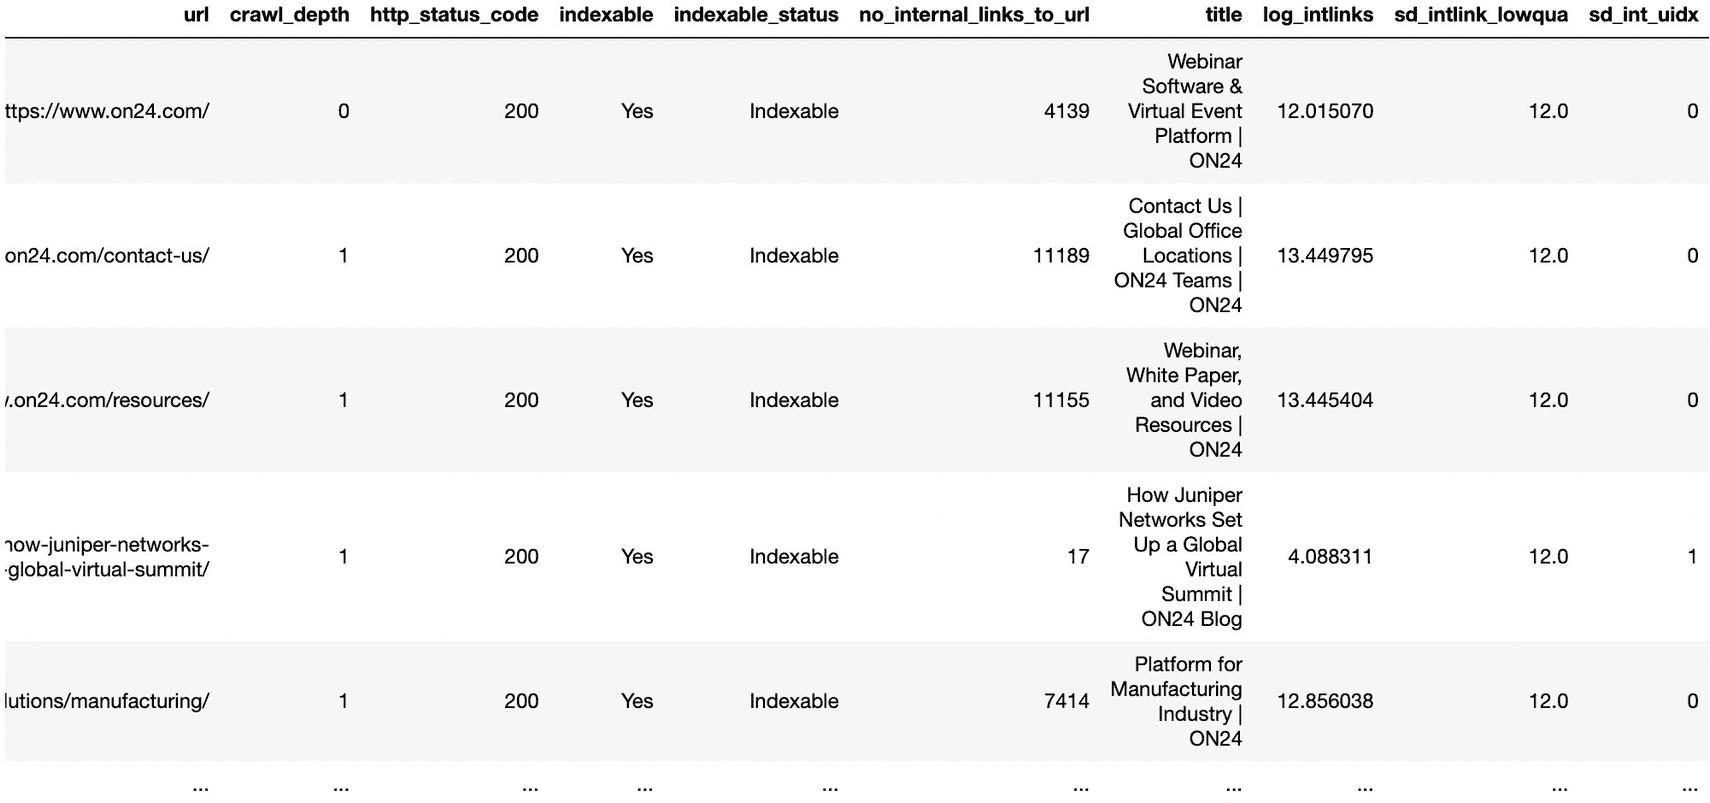 url crawl_depth http_status_code indexable indexable_status no_internal_links_to_url title log_intlinks sd_intlink_lowqua sd_int_uidx
Webinar
Software &
ttps://www.on24.com/ 0 200 Yes Indexable 4139 Virtual Event 12.015070 12.0 0
Platform |
ON24
Contact Us |
Global Office
on24.com/contact-us/ 1 200 Yes Indexable 11189 Locations | 13.449795 12.0 0
ON24 Teams |
ON24
Webinar,
White Paper,
.on24.com/resources/ 1 200 Yes Indexable 11155 and Video 13.445404 12.0 0
Resources |
ON24
How Juniper
Networks Set
how-juniper-networks- Up a Global
1 200 Yes Indexable 17 4.088311 12.0 1
-global-virtual-summit/ Virtual
Summit |
ON24 Blog
Platform for
Manufacturing
lutions/manufacturing/ 1 200 Yes Indexable 7414 Industry | 12.856038 12.0 0
ON24
... ... ... ... ... ... ... ... ... ...